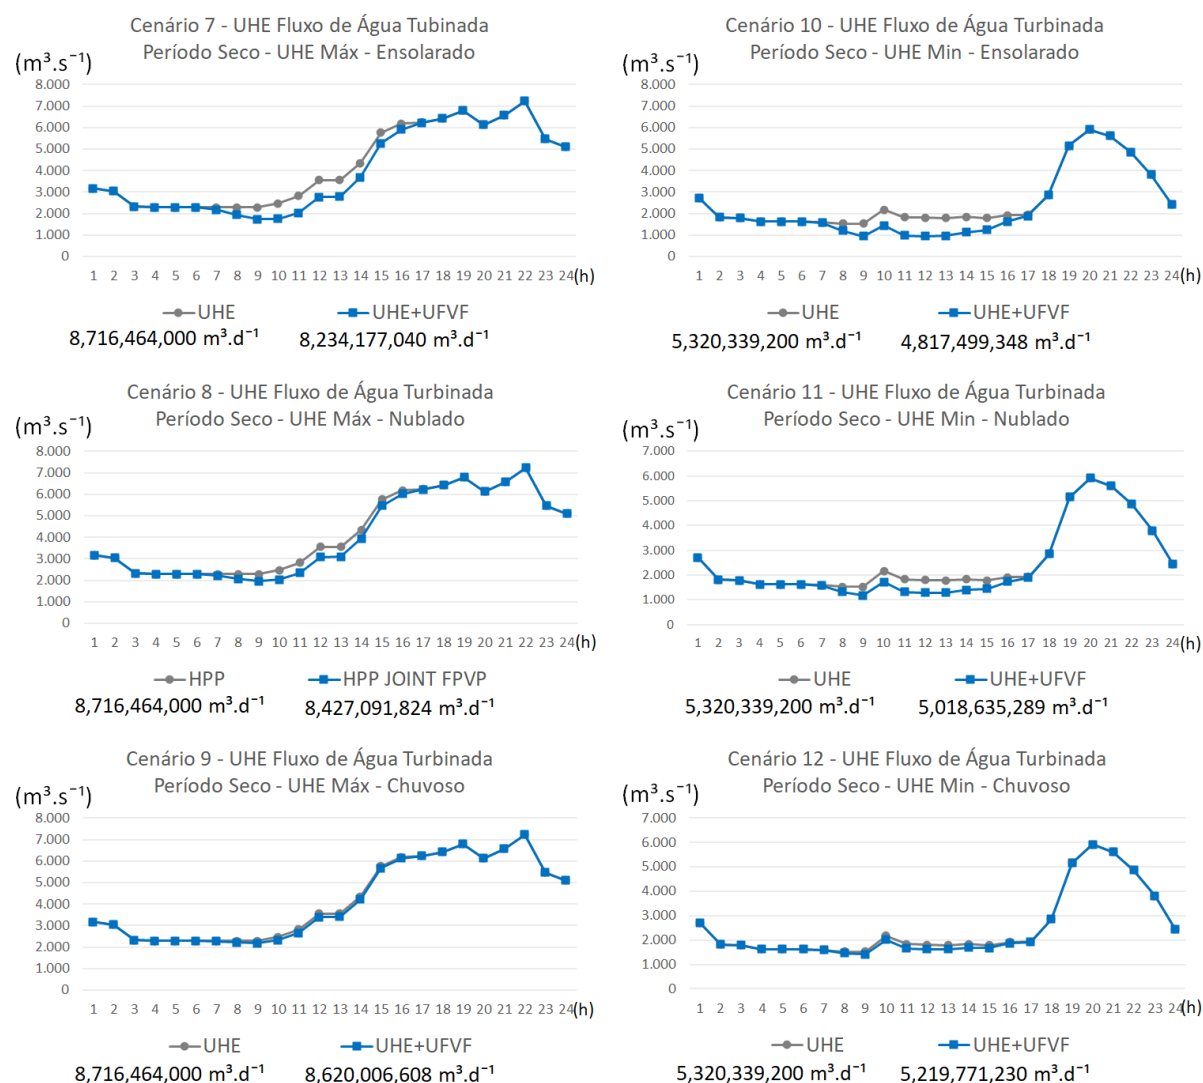 Cenário 7 - UHE Fluxo de Água Tubinada
Período Seco - UHE Máx - Ensolarado
(m³.s⁻¹)
8.000
7.000
6.000
5.000
4.000
3.000
2.000
1.000
0
1 2 3 4 5 6 7 8 9 10 11 12 13 14 15 16 17 18 19 20 21 22 23 24 (h)
UHE UHE+UFVF
8,716,464,000 m³.d⁻¹ 8,234,177,040 m³.d⁻¹
Cenário 10 - UHE Fluxo de Água Turbinada
Período Seco - UHE Min - Ensolarado
(m³.s⁻¹)
8.000
7.000
6.000
5.000
4.000
3.000
2.000
1.000
0
1 2 3 4 5 6 7 8 9 10 11 12 13 14 15 16 17 18 19 20 21 22 23 24 (h)
UHE UHE+UFVF
5,320,339,200 m³.d⁻¹ 4,817,499,348 m³.d⁻¹
Cenário 8 - UHE Fluxo de Água Turbinada
Período Seco - UHE Máx - Nublado
(m³.s⁻¹)
8.000
7.000
6.000
5.000
4.000
3.000
2.000
1.000
0
1 2 3 4 5 6 7 8 9 10 11 12 13 14 15 16 17 18 19 20 21 22 23 24 (h)
HPP HPP JOINT FPVP
8,716,464,000 m³.d⁻¹ 8,427,091,824 m³.d⁻¹
Cenário 11 - UHE Fluxo de Água Turbinada
Período Seco - UHE Min - Nublado
(m³.s⁻¹)
7.000
6.000
5.000
4.000
3.000
2.000
1.000
0
1 2 3 4 5 6 7 8 9 10 11 12 13 14 15 16 17 18 19 20 21 22 23 24 (h)
UHE UHE+UFVF
5,320,339,200 m³.d⁻¹ 5,018,635,289 m³.d⁻¹
Cenário 9 - UHE Fluxo de Água Turbinada
Período Seco - UHE Máx - Chuvoso
(m³.s⁻¹)
8.000
7.000
6.000
5.000
4.000
3.000
2.000
1.000
0
1 2 3 4 5 6 7 8 9 10 11 12 13 14 15 16 17 18 19 20 21 22 23 24 (h)
UHE UHE+UFVF
8,716,464,000 m³.d⁻¹ 8,620,006,608 m³.d⁻¹
Cenário 12 - UHE Fluxo de Água Turbinada
Período Seco - UHE Min - Chuvoso
(m³.s⁻¹)
7.000
6.000
5.000
4.000
3.000
2.000
1.000
0
1 2 3 4 5 6 7 8 9 10 11 12 13 14 15 16 17 18 19 20 21 22 23 24 (h)
UHE UHE+UFVF
5,320,339,200 m³.d⁻¹ 5,219,771,230 m³.d⁻¹